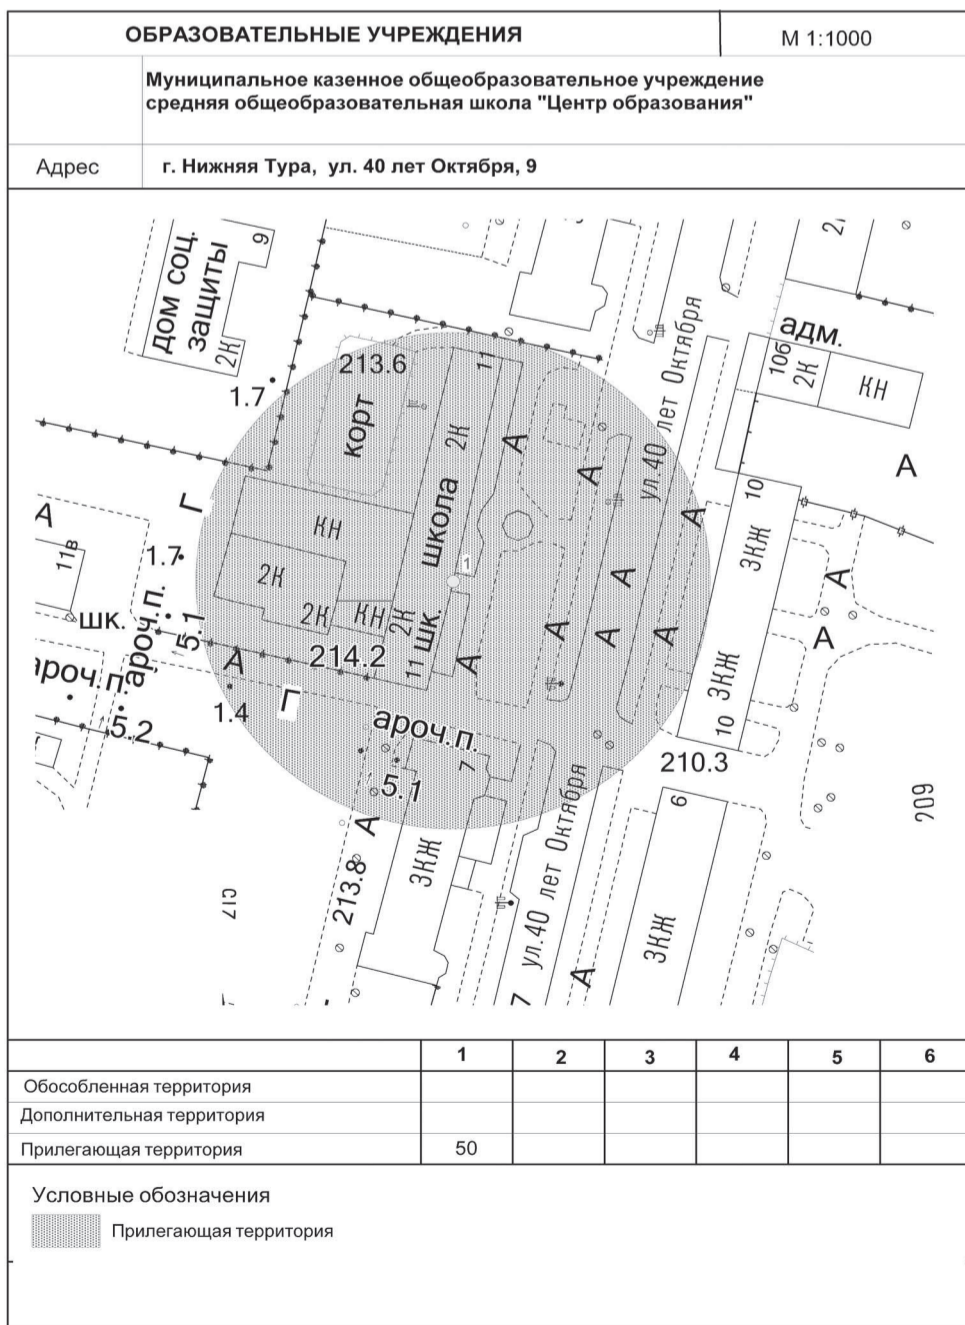 ОБРАЗОВАТЕЛЬНЫЕ УЧРЕЖДЕНИЯ
М 1:1000
Муниципальное казенное общеобразовательное учреждение
средняя общеобразовательная школа "Центр образования"
Адрес
г. Нижняя Тура, ул. 40 лет Октября, 9
дом соц.
защиты
9
2К
213.6
1.7
корт
11
2К
А
школа
А
ул.40 лет Октября
адм.
10б
2К
КН
А
10
3КЖ
А
Г
КН
2К
2К
КН
2К
1
11
шк.
А
А
А
А
А
А
А
11в
1.7
шк.
ароч.п.
5.1
214.2
А
Г
1.4
5.2
ароч.п.
5.1
7
А
3КЖ
213.8
3КЖ
10
210.3
6
3КЖ
209
ул.40 лет Октября
А
7
217
1
2
3
4
5
6
Обособленная территория
Дополнительная территория
Прилегающая территория
50
Условные обозначения
Прилегающая территория